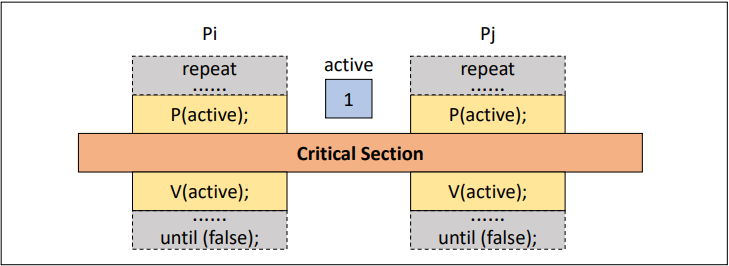 Pi
Pj
active
1
repeat
......
P(active);
repeat
......
P(active);
Critical Section
V(active);
......
until (false);
V(active);
......
until (false);